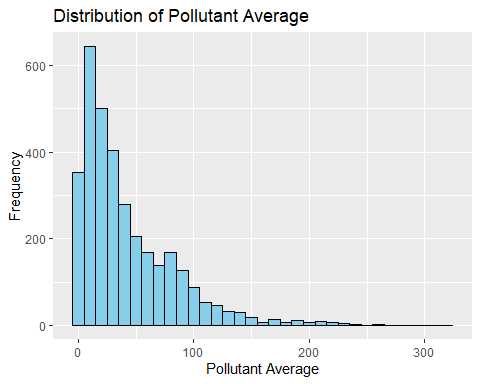 Distribution of Pollutant Average
Frequency
600
400
200
0
0 100 200 300
Pollutant Average